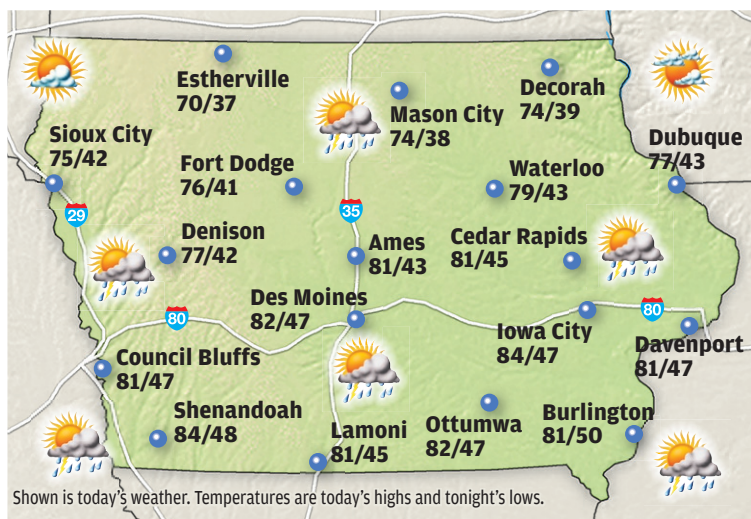 Estherville
70/37
Decorah
74/39
Mason City
74/38
Sioux City
75/42
Dubuque
77/43
Fort Dodge
76/41
Waterloo
79/43
29
35
Denison
77/42
Ames
81/43
Cedar Rapids
81/45
Des Moines
82/47
80
Iowa City
84/47
80
Davenport
81/47
Council Bluffs
81/47
Shenandoah
84/48
Lamoni
81/45
Ottumwa
82/47
Burlington
81/50
Shown is today's weather. Temperatures are today's highs and tonight's lows.